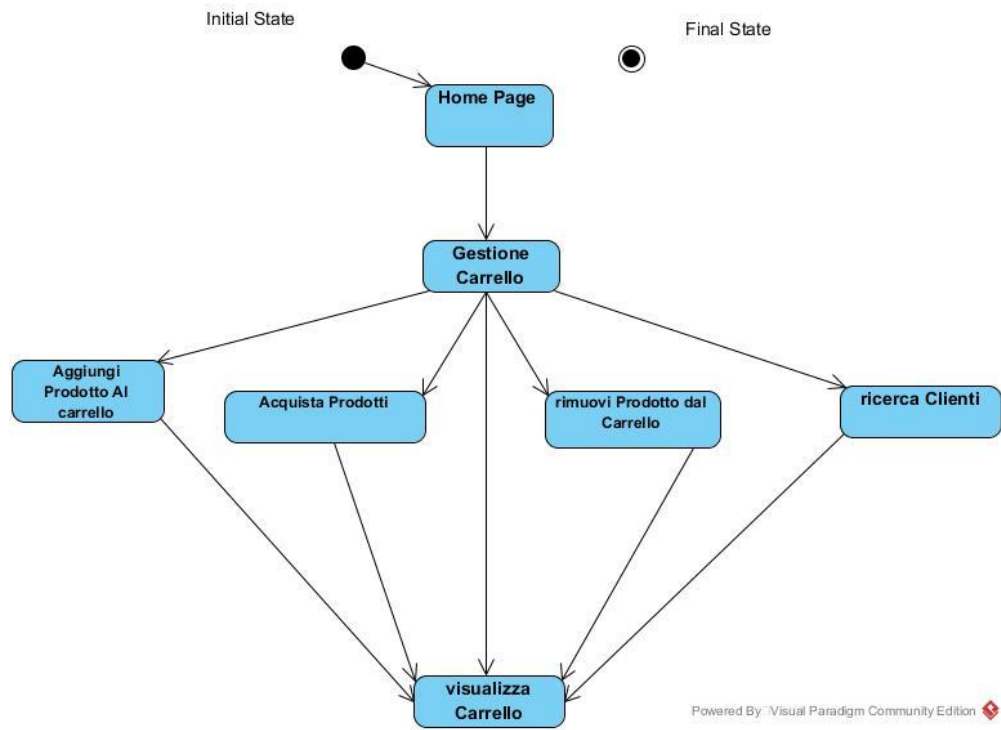 Initial State
Final State
Home Page
Gestione
Carrello
Aggiungi
Prodotto Al
carrello
Acquista Prodotti
rimuovi Prodotto dal
Carrello
ricerca Clienti
visualizza
Carrello
Powered By Visual Paradigm Community Edition